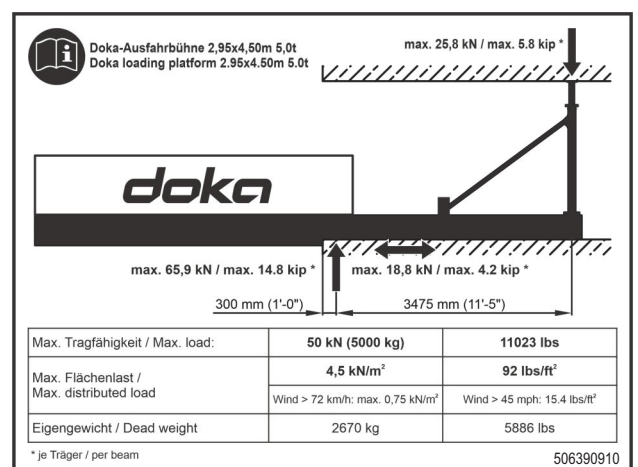 Doka-Ausfahrbühne 2,95x4,50m 5,0t
Doka loading platform 2.95x4.50m 5.0t
max. 25,8 kN / max. 5.8 kip *
doka
max. 65,9 kN / max. 14.8 kip *
max. 18,8 kN / max. 4.2 kip *
300 mm (1'-0")
3475 mm (11'-5")
Max. Tragfähigkeit / Max. load:
50 kN (5000 kg)
11023 lbs
Max. Flächenlast /
Max. distributed load
4,5 kN/m²
92 lbs/ft²
Wind > 72 km/h: max. 0,75 kN/m²
Wind > 45 mph: 15.4 lbs/ft²
Eigengewicht / Dead weight
2670 kg
5886 lbs
* je Träger / per beam
506390910